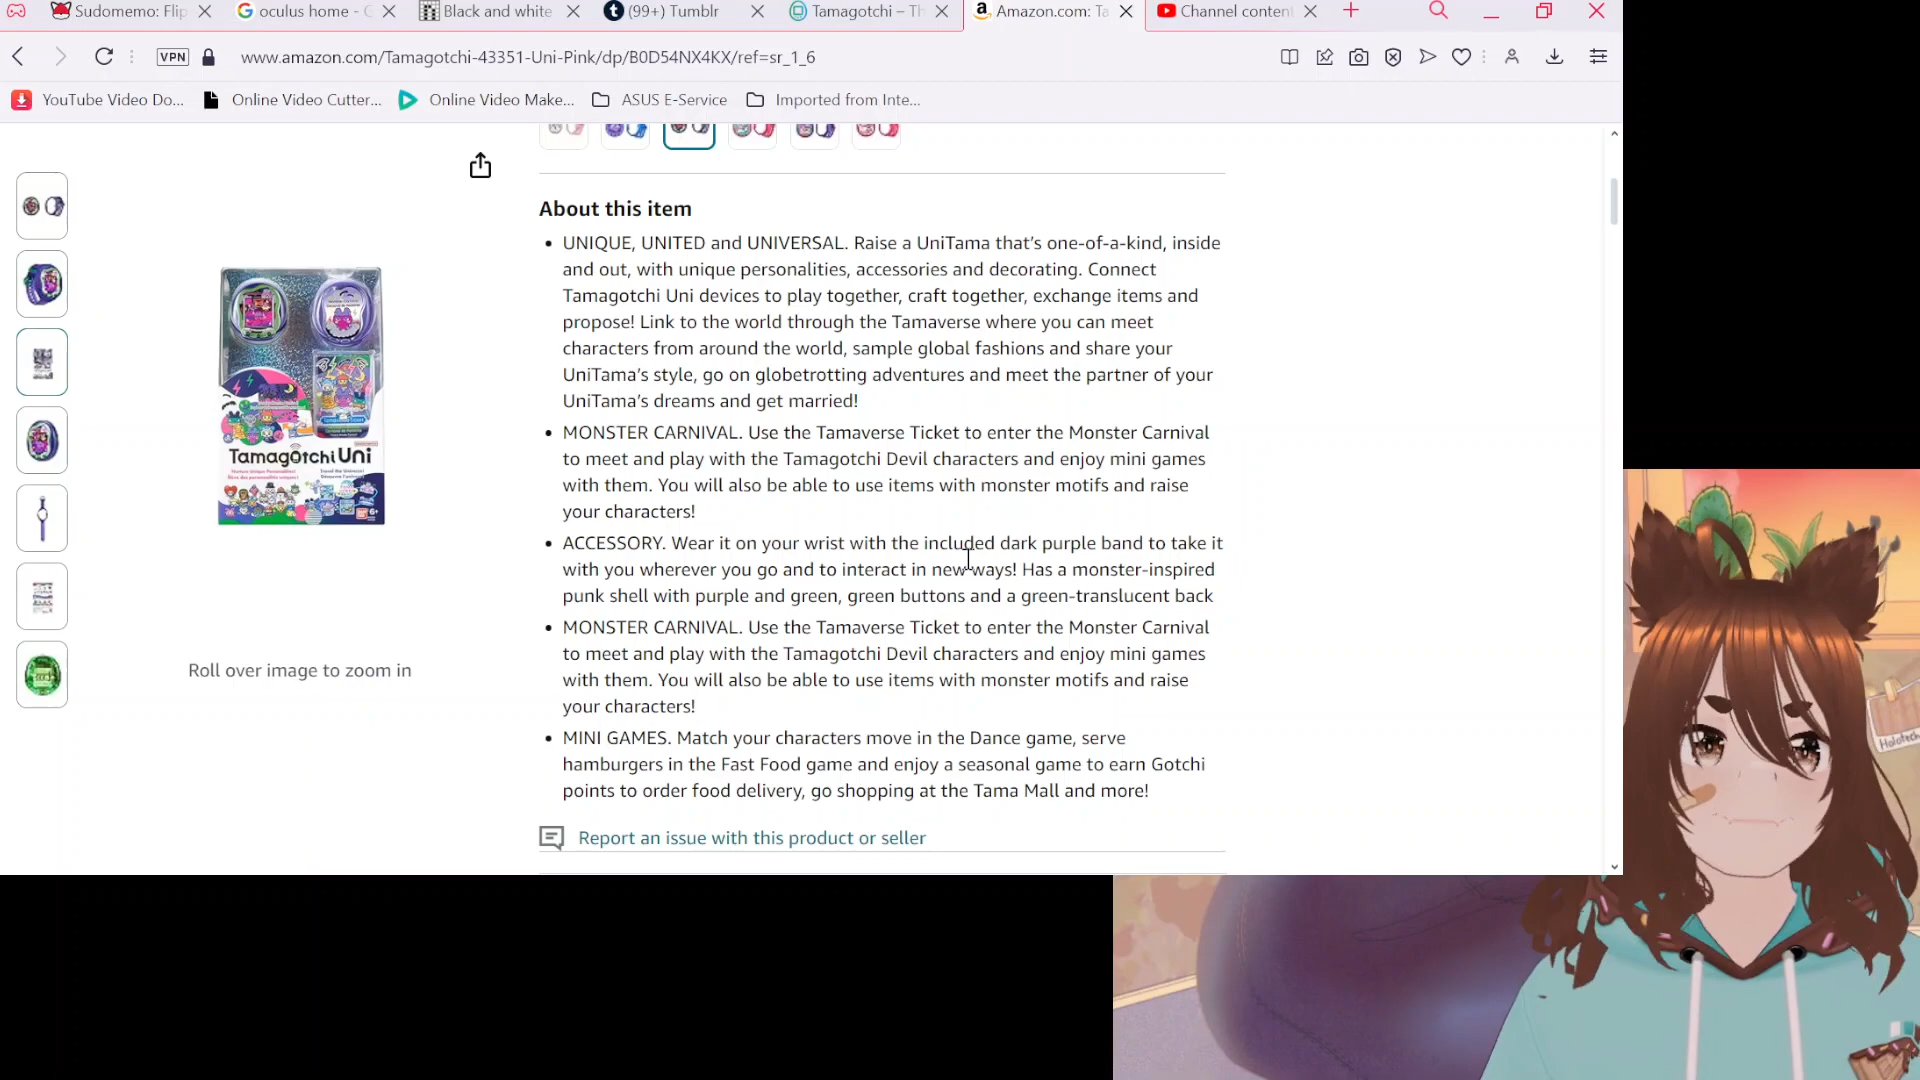 Sudomemo: Flip
oculus home - G
Black and white
(99+) Tumblr
Tamagotchi – Th
Amazon.com: Ta
Channel content
VPN
www.amazon.com/Tamagotchi-43351-Uni-Pink/dp/B0D54NX4KX/ref=sr_1_6
YouTube Video Do...
Online Video Cutter...
Online Video Make...
ASUS E-Service
Imported from Inte...
About this item
UNIQUE, UNITED and UNIVERSAL. Raise a UniTama that’s one-of-a-kind, inside
and out, with unique personalities, accessories and decorating. Connect
Tamagotchi Uni devices to play together, craft together, exchange items and
propose! Link to the world through the Tamaverse where you can meet
characters from around the world, sample global fashions and share your
UniTama’s style, go on globetrotting adventures and meet the partner of your
UniTama’s dreams and get married!
MONSTER CARNIVAL. Use the Tamaverse Ticket to enter the Monster Carnival
to meet and play with the Tamagotchi Devil characters and enjoy mini games
with them. You will also be able to use items with monster motifs and raise
your characters!
ACCESSORY. Wear it on your wrist with the included dark purple band to take it
with you wherever you go and to interact in new ways! Has a monster-inspired
punk shell with purple and green, green buttons and a green-translucent back
MONSTER CARNIVAL. Use the Tamaverse Ticket to enter the Monster Carnival
to meet and play with the Tamagotchi Devil characters and enjoy mini games
with them. You will also be able to use items with monster motifs and raise
your characters!
MINI GAMES. Match your characters move in the Dance game, serve
hamburgers in the Fast Food game and enjoy a seasonal game to earn Gotchi
points to order food delivery, go shopping at the Tama Mall and more!
Report an issue with this product or seller
Tamagotchi Uni
Nurture Unique Personalities!
6+
Roll over image to zoom in
Holotech